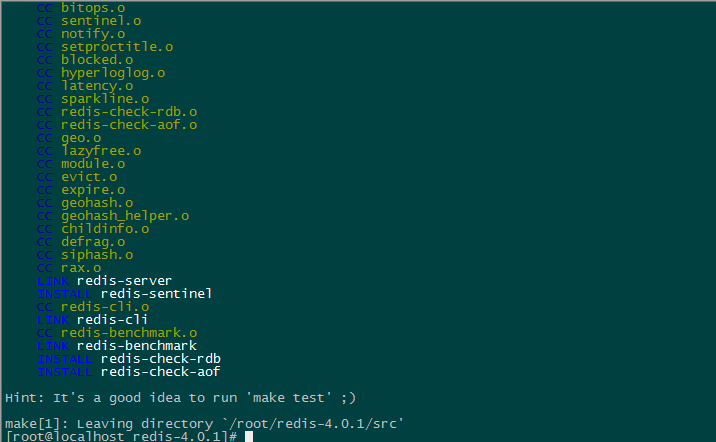 CC bitops.o
CC sentinel.o
CC notify.o
CC setproctitle.o
CC blocked.o
CC hyperloglog.o
CC latency.o
CC sparkline.o
CC redis-check-rdb.o
CC redis-check-aof.o
CC geo.o
CC lazyfree.o
CC module.o
CC evict.o
CC expire.o
CC geohash.o
CC geohash_helper.o
CC childinfo.o
CC defrag.o
CC siphash.o
CC rax.o
LINK redis-server
INSTALL redis-sentinel
CC redis-cli.o
LINK redis-cli
CC redis-benchmark.o
LINK redis-benchmark
INSTALL redis-check-rdb
INSTALL redis-check-aof
Hint: It's a good idea to run 'make test' ;)
make[1]: Leaving directory `/root/redis-4.0.1/src'
[root@localhost redis-4.0.1]#